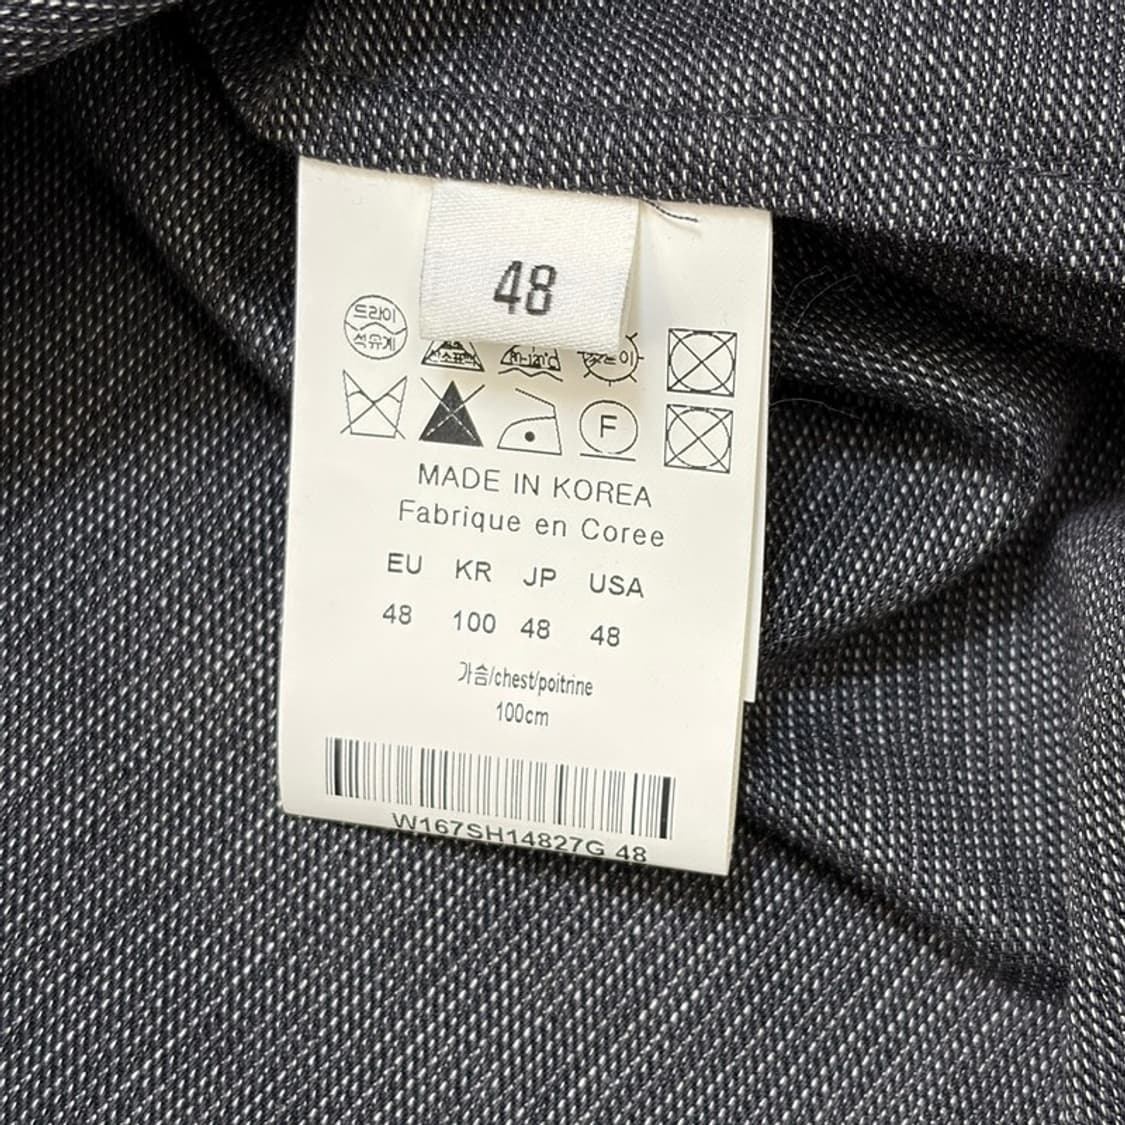 48
드라이
석유계
F
MADE IN KOREA
Fabrique en Coree
EU KR JP USA
48 100 48 48
가슴/chest/poitrine
100cm
W167SH14827G 48